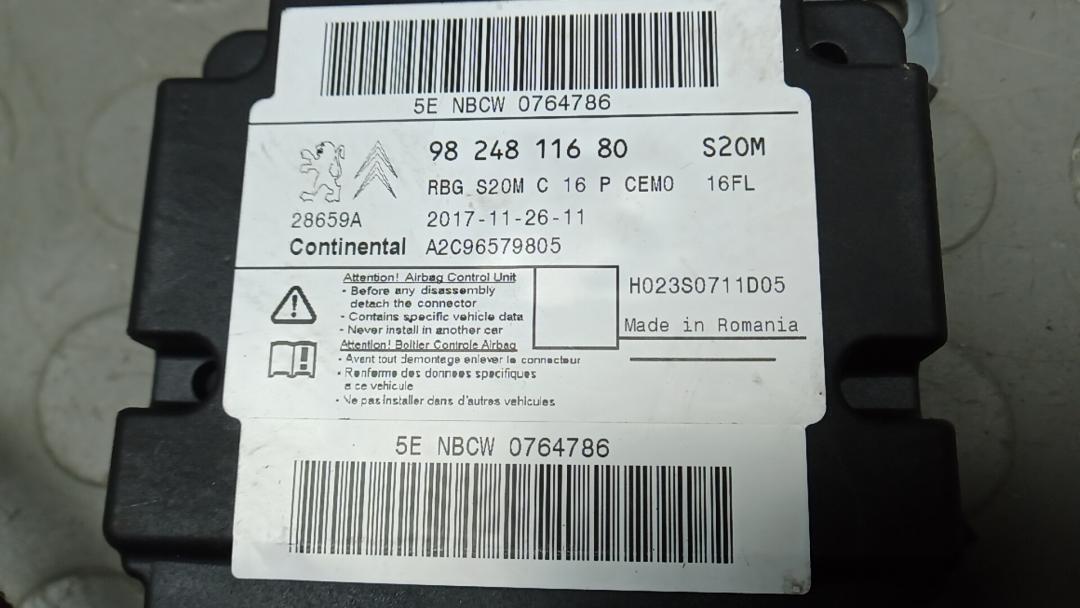 5E NBCW 0764786
98 248 116 80 S20M
RBG S20M C 16 P CEMO 16FL
28659A 2017-11-26-11
Continental A2C96579805
Attention! Airbag Control Unit
- Before any disassembly
detach the connector
- Contains specific vehicle data
- Never install in another car
H023S0711D05
Made in Romania
Attention! Boitier Controle Airbag
- Avant tout demontage enlever le connecteur
- Renferme des donnees specifiques
a ce vehicule
- Ne pas installer dans d'autres vehicules
5E NBCW 0764786